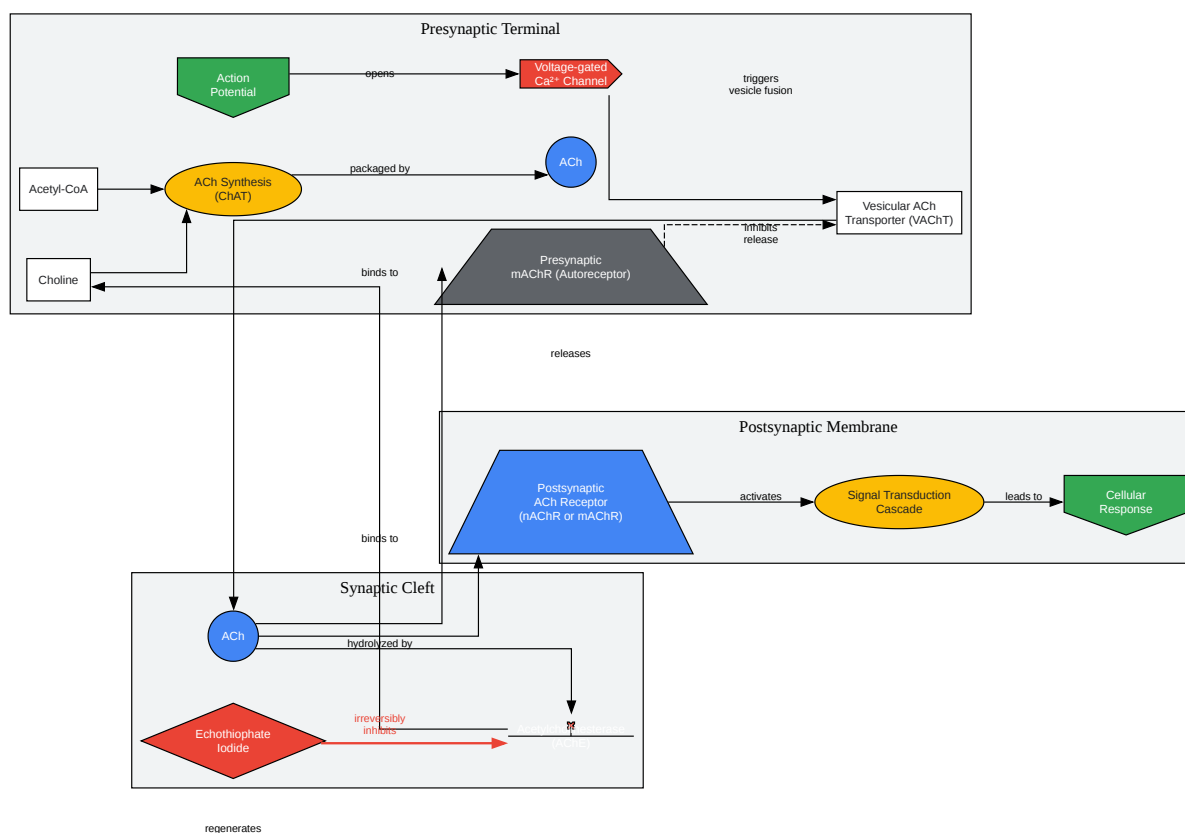 Presynaptic Terminal
Action
Potential
opens
Voltage-gated
Ca²⁺ Channel
triggers
vesicle fusion
Acetyl-CoA
ACh Synthesis
(ChAT)
packaged by
ACh
Vesicular ACh
Transporter (VAChT)
inhibits
release
Choline
binds to
Presynaptic
mAChR (Autoreceptor)
releases
Postsynaptic Membrane
Postsynaptic
ACh Receptor
(nAChR or mAChR)
activates
Signal Transduction
Cascade
leads to
Cellular
Response
binds to
Synaptic Cleft
ACh
hydrolyzed by
Echothiophate
Iodide
irreversibly
inhibits
(AChE)
regenerates